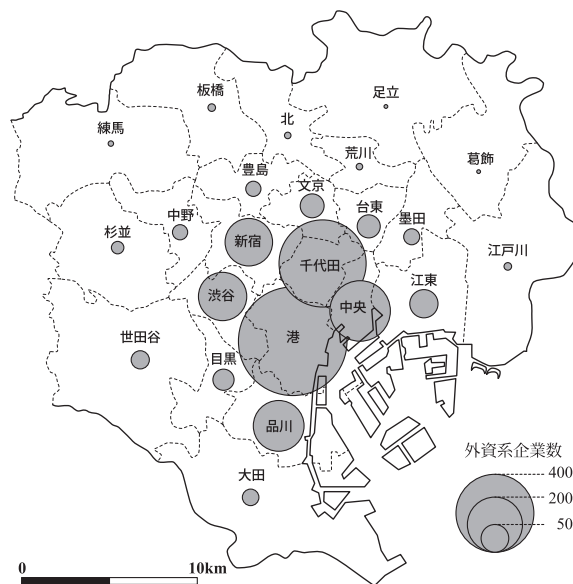 板橋
足立
北
練馬
荒川
葛飾
豊島
文京
台東
墨田
中野
杉並
新宿
千代田
江戸川
渋谷
中央
江東
港
世田谷
目黒
品川
大田
外資系企業数
400
200
50
0
10km